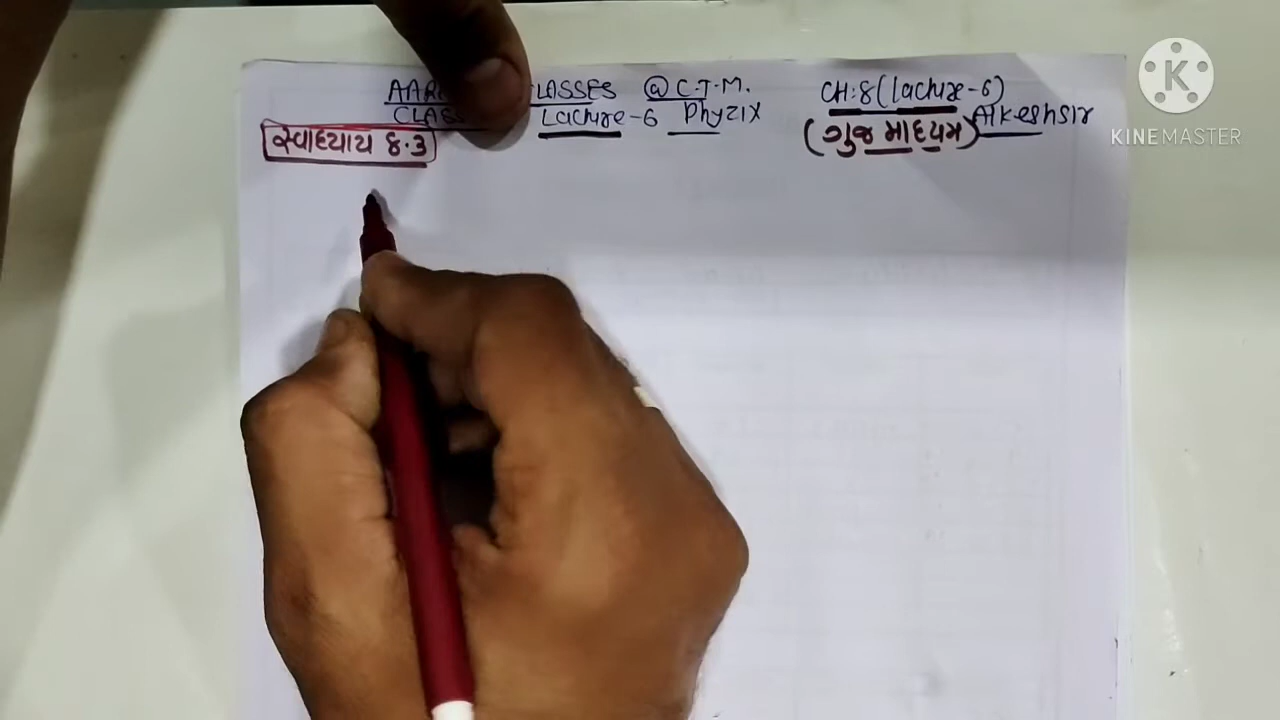 CLASSES @ C.T.M.
Lacture-6 Phyzix
CH:8 (Lacture-6)
Alkeshsir
(ગુજ માધ્યમ)
સ્વાધ્યાય 8.3
K
KINEMASTER